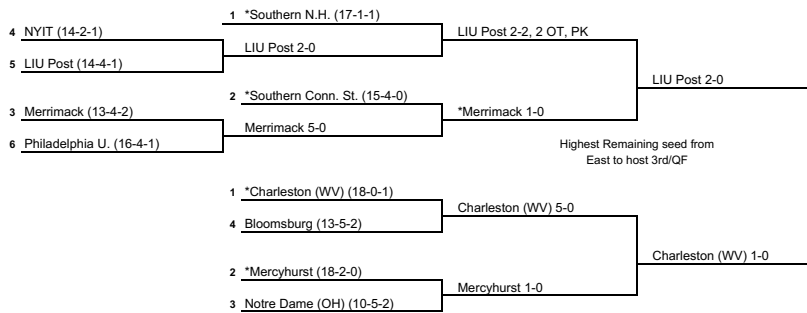 1 *Southern N.H. (17-1-1)
4 NYIT (14-2-1)
LIU Post 2-0
LIU Post 2-2, 2 OT, PK
5 LIU Post (14-4-1)
LIU Post 2-0
2 *Southern Conn. St. (15-4-0)
3 Merrimack (13-4-2)
Merrimack 5-0
*Merrimack 1-0
6 Philadelphia U. (16-4-1)
Highest Remaining seed from
East to host 3rd/QF
1 *Charleston (WV) (18-0-1)
Charleston (WV) 5-0
4 Bloomsburg (13-5-2)
Charleston (WV) 1-0
2 *Mercyhurst (18-2-0)
Mercyhurst 1-0
3 Notre Dame (OH) (10-5-2)